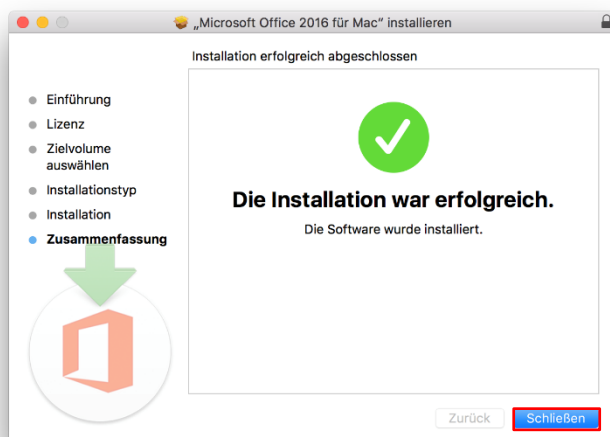 „Microsoft Office 2016 für Mac“ installieren
Installation erfolgreich abgeschlossen
Einführung
Lizenz
Zielvolume
auswählen
Installationstyp
Installation
Zusammenfassung
Die Installation war erfolgreich.
Die Software wurde installiert.
Zurück
Schließen